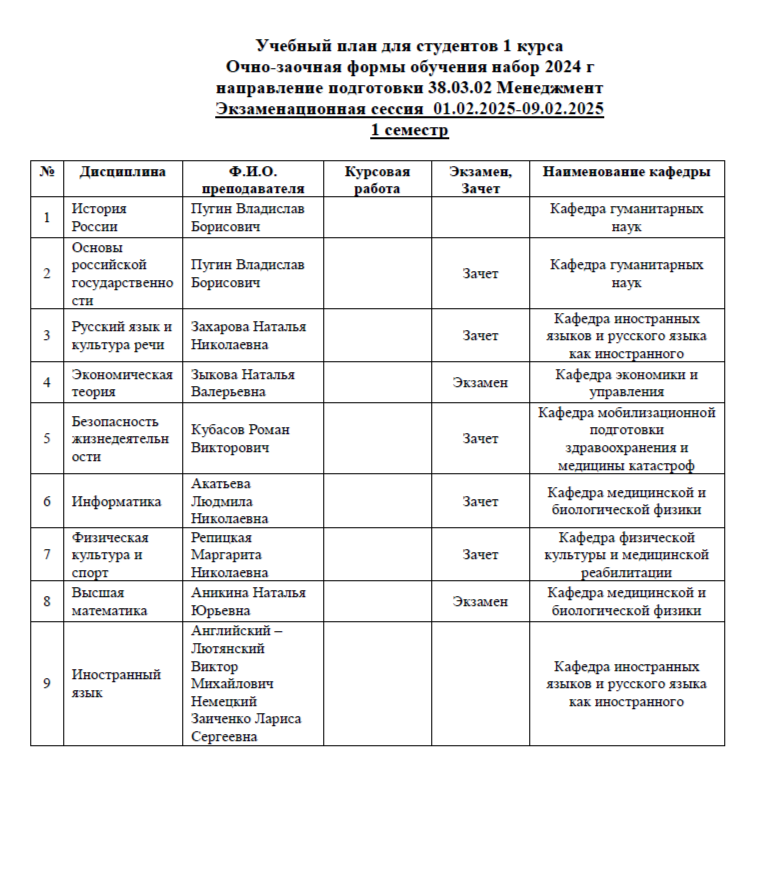 Учебный план для студентов 1 курса
Очно-заочная формы обучения набор 2024 г
направление подготовки 38.03.02 Менеджмент
Экзаменационная сессия 01.02.2025-09.02.2025
1 семестр
№ Дисциплина Ф.И.О. преподавателя Курсовая работа Экзамен, Зачет Наименование кафедры
1
История
России
Пугин Владислав
Борисович
Кафедра гуманитарных
наук
2
Основы
российской
государственно
сти
Пугин Владислав
Борисович
Зачет
Кафедра гуманитарных
наук
3
Русский язык и
культура речи
Захарова Наталья
Николаевна
Зачет
Кафедра иностранных
языков и русского языка
как иностранного
4
Экономическая
теория
Зыкова Наталья
Валерьевна
Экзамен
Кафедра экономики и
управления
5
Безопасность
жизнедеятельн
ости
Кубасов Роман
Викторович
Зачет
Кафедра мобилизационной
подготовки
здравоохранения и
медицины катастроф
6
Информатика
Акатьева
Людмила
Николаевна
Зачет
Кафедра медицинской и
биологической физики
7
Физическая
культура и
спорт
Репицкая
Маргарита
Николаевна
Зачет
Кафедра физической
культуры и медицинской
реабилитации
8
Высшая
математика
Аникина Наталья
Юрьевна
Экзамен
Кафедра медицинской и
биологической физики
9
Иностранный
язык
Английский –
Лютянский
Виктор
Михайлович
Немецкий
Заиченко Лариса
Сергеевна
Кафедра иностранных
языков и русского языка
как иностранного